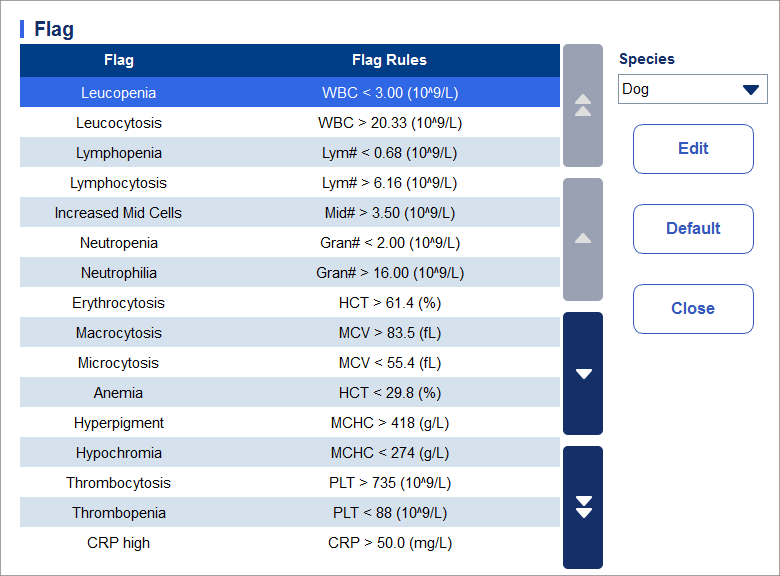 Flag
Flag Flag Rules
Leucopenia WBC < 3.00 (10^9/L)
Leucocytosis WBC > 20.33 (10^9/L)
Lymphopenia Lym# < 0.68 (10^9/L)
Lymphocytosis Lym# > 6.16 (10^9/L)
Increased Mid Cells Mid# > 3.50 (10^9/L)
Neutropenia Gran# < 2.00 (10^9/L)
Neutrophilia Gran# > 16.00 (10^9/L)
Erythrocytosis HCT > 61.4 (%)
Macrocytosis MCV > 83.5 (fL)
Microcytosis MCV < 55.4 (fL)
Anemia HCT < 29.8 (%)
Hyperpigment MCHC > 418 (g/L)
Hypochromia MCHC < 274 (g/L)
Thrombocytosis PLT > 735 (10^9/L)
Thrombopenia PLT < 88 (10^9/L)
CRP high CRP > 50.0 (mg/L)
Species
Dog
Edit
Default
Close